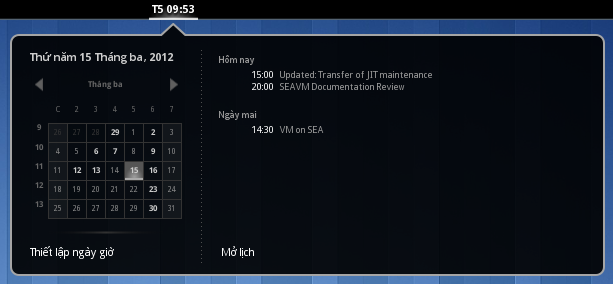 T5 09:53
Thứ năm 15 Tháng ba, 2012
Tháng ba
C 2 3 4 5 6 7
9 26 27 28 29 1 2 3
10 4 5 6 7 8 9 10
11 11 12 13 14 15 16 17
12 18 19 20 21 22 23 24
13 25 26 27 28 29 30 31
Thiết lập ngày giờ
Hôm nay
15:00 Updated: Transfer of JIT maintenance
20:00 SEAVM Documentation Review
Ngày mai
14:30 VM on SEA
Mở lịch